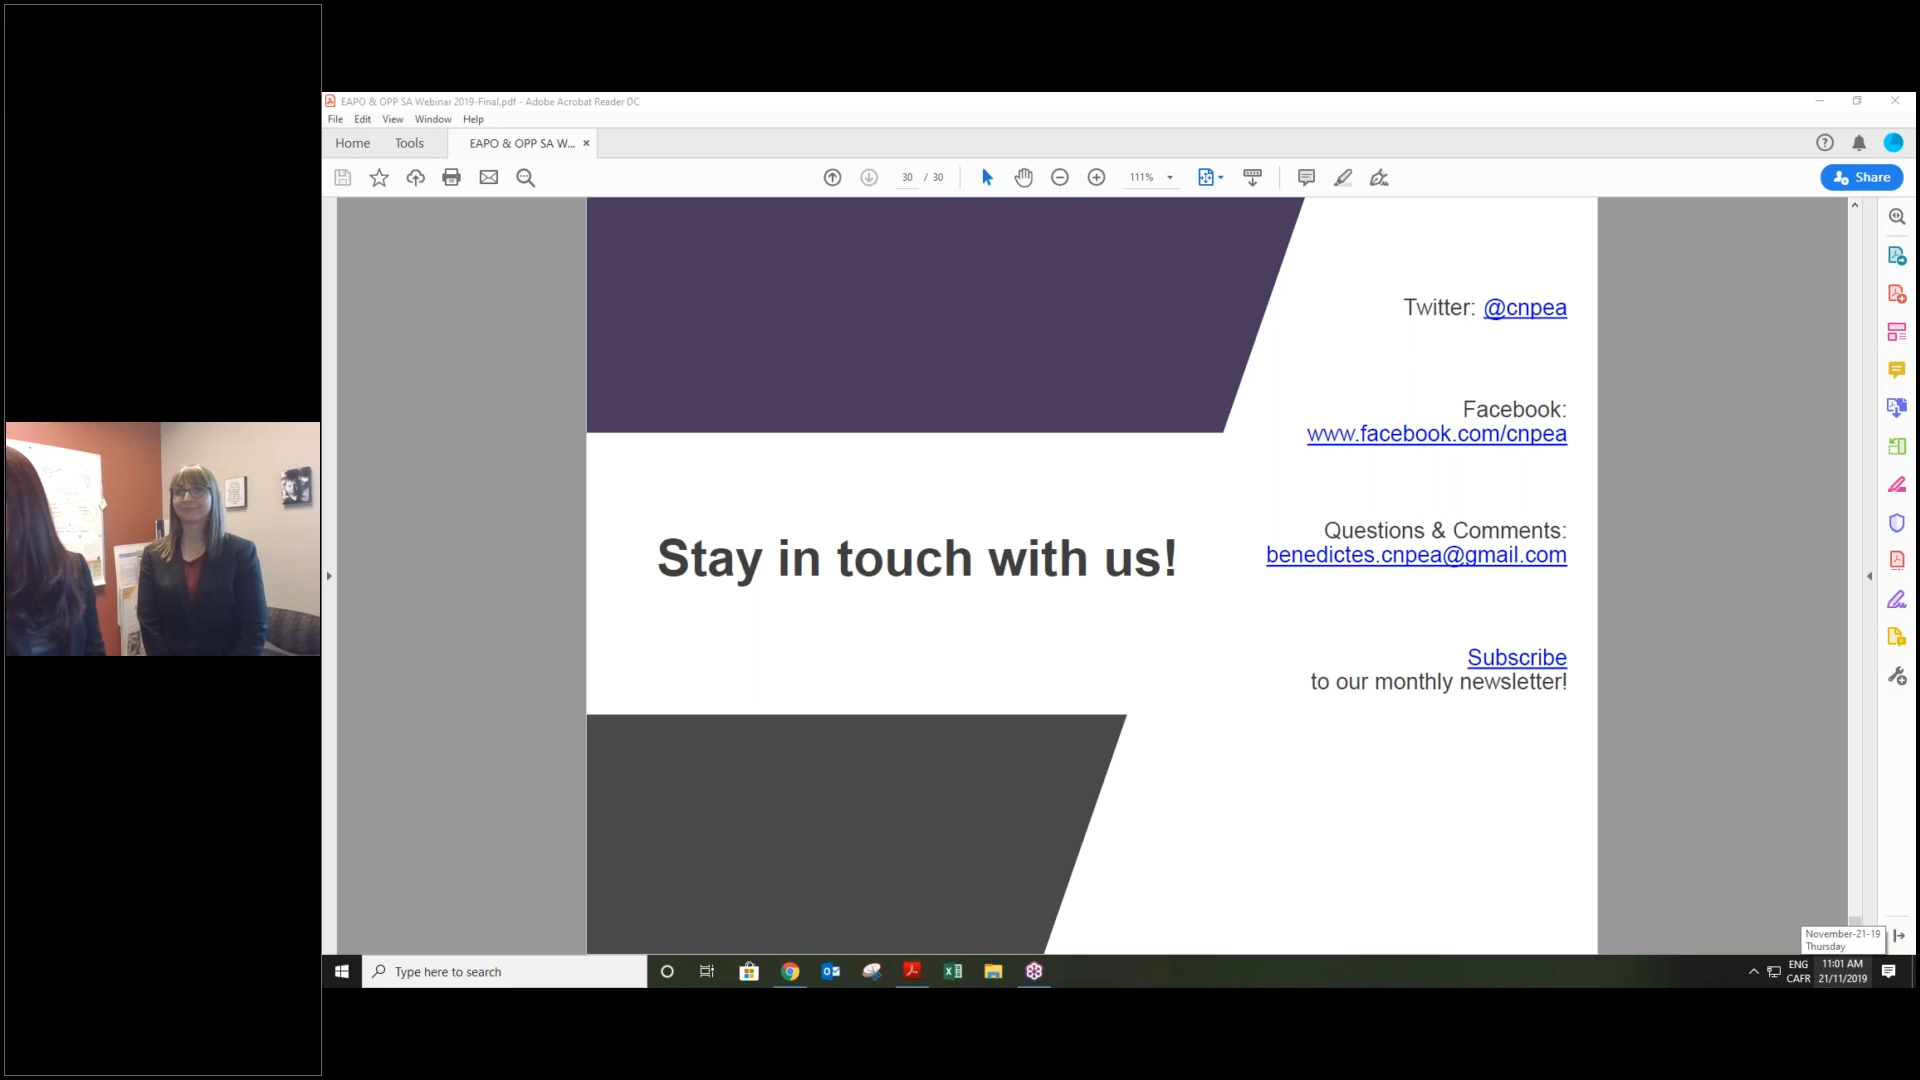 EAPO & OPP SA Webinar 2019-Final.pdf - Adobe Acrobat Reader DC
File Edit View Window Help
Home Tools EAPO & OPP SA W... ×
30 / 30 111% Share
Twitter: @cnpea
Facebook:
www.facebook.com/cnpea
Stay in touch with us!
Questions & Comments:
benedictes.cnpea@gmail.com
Subscribe
to our monthly newsletter!
November-21-19
Thursday
Type here to search
ENG 11:01 AM
CAFR 21/11/2019